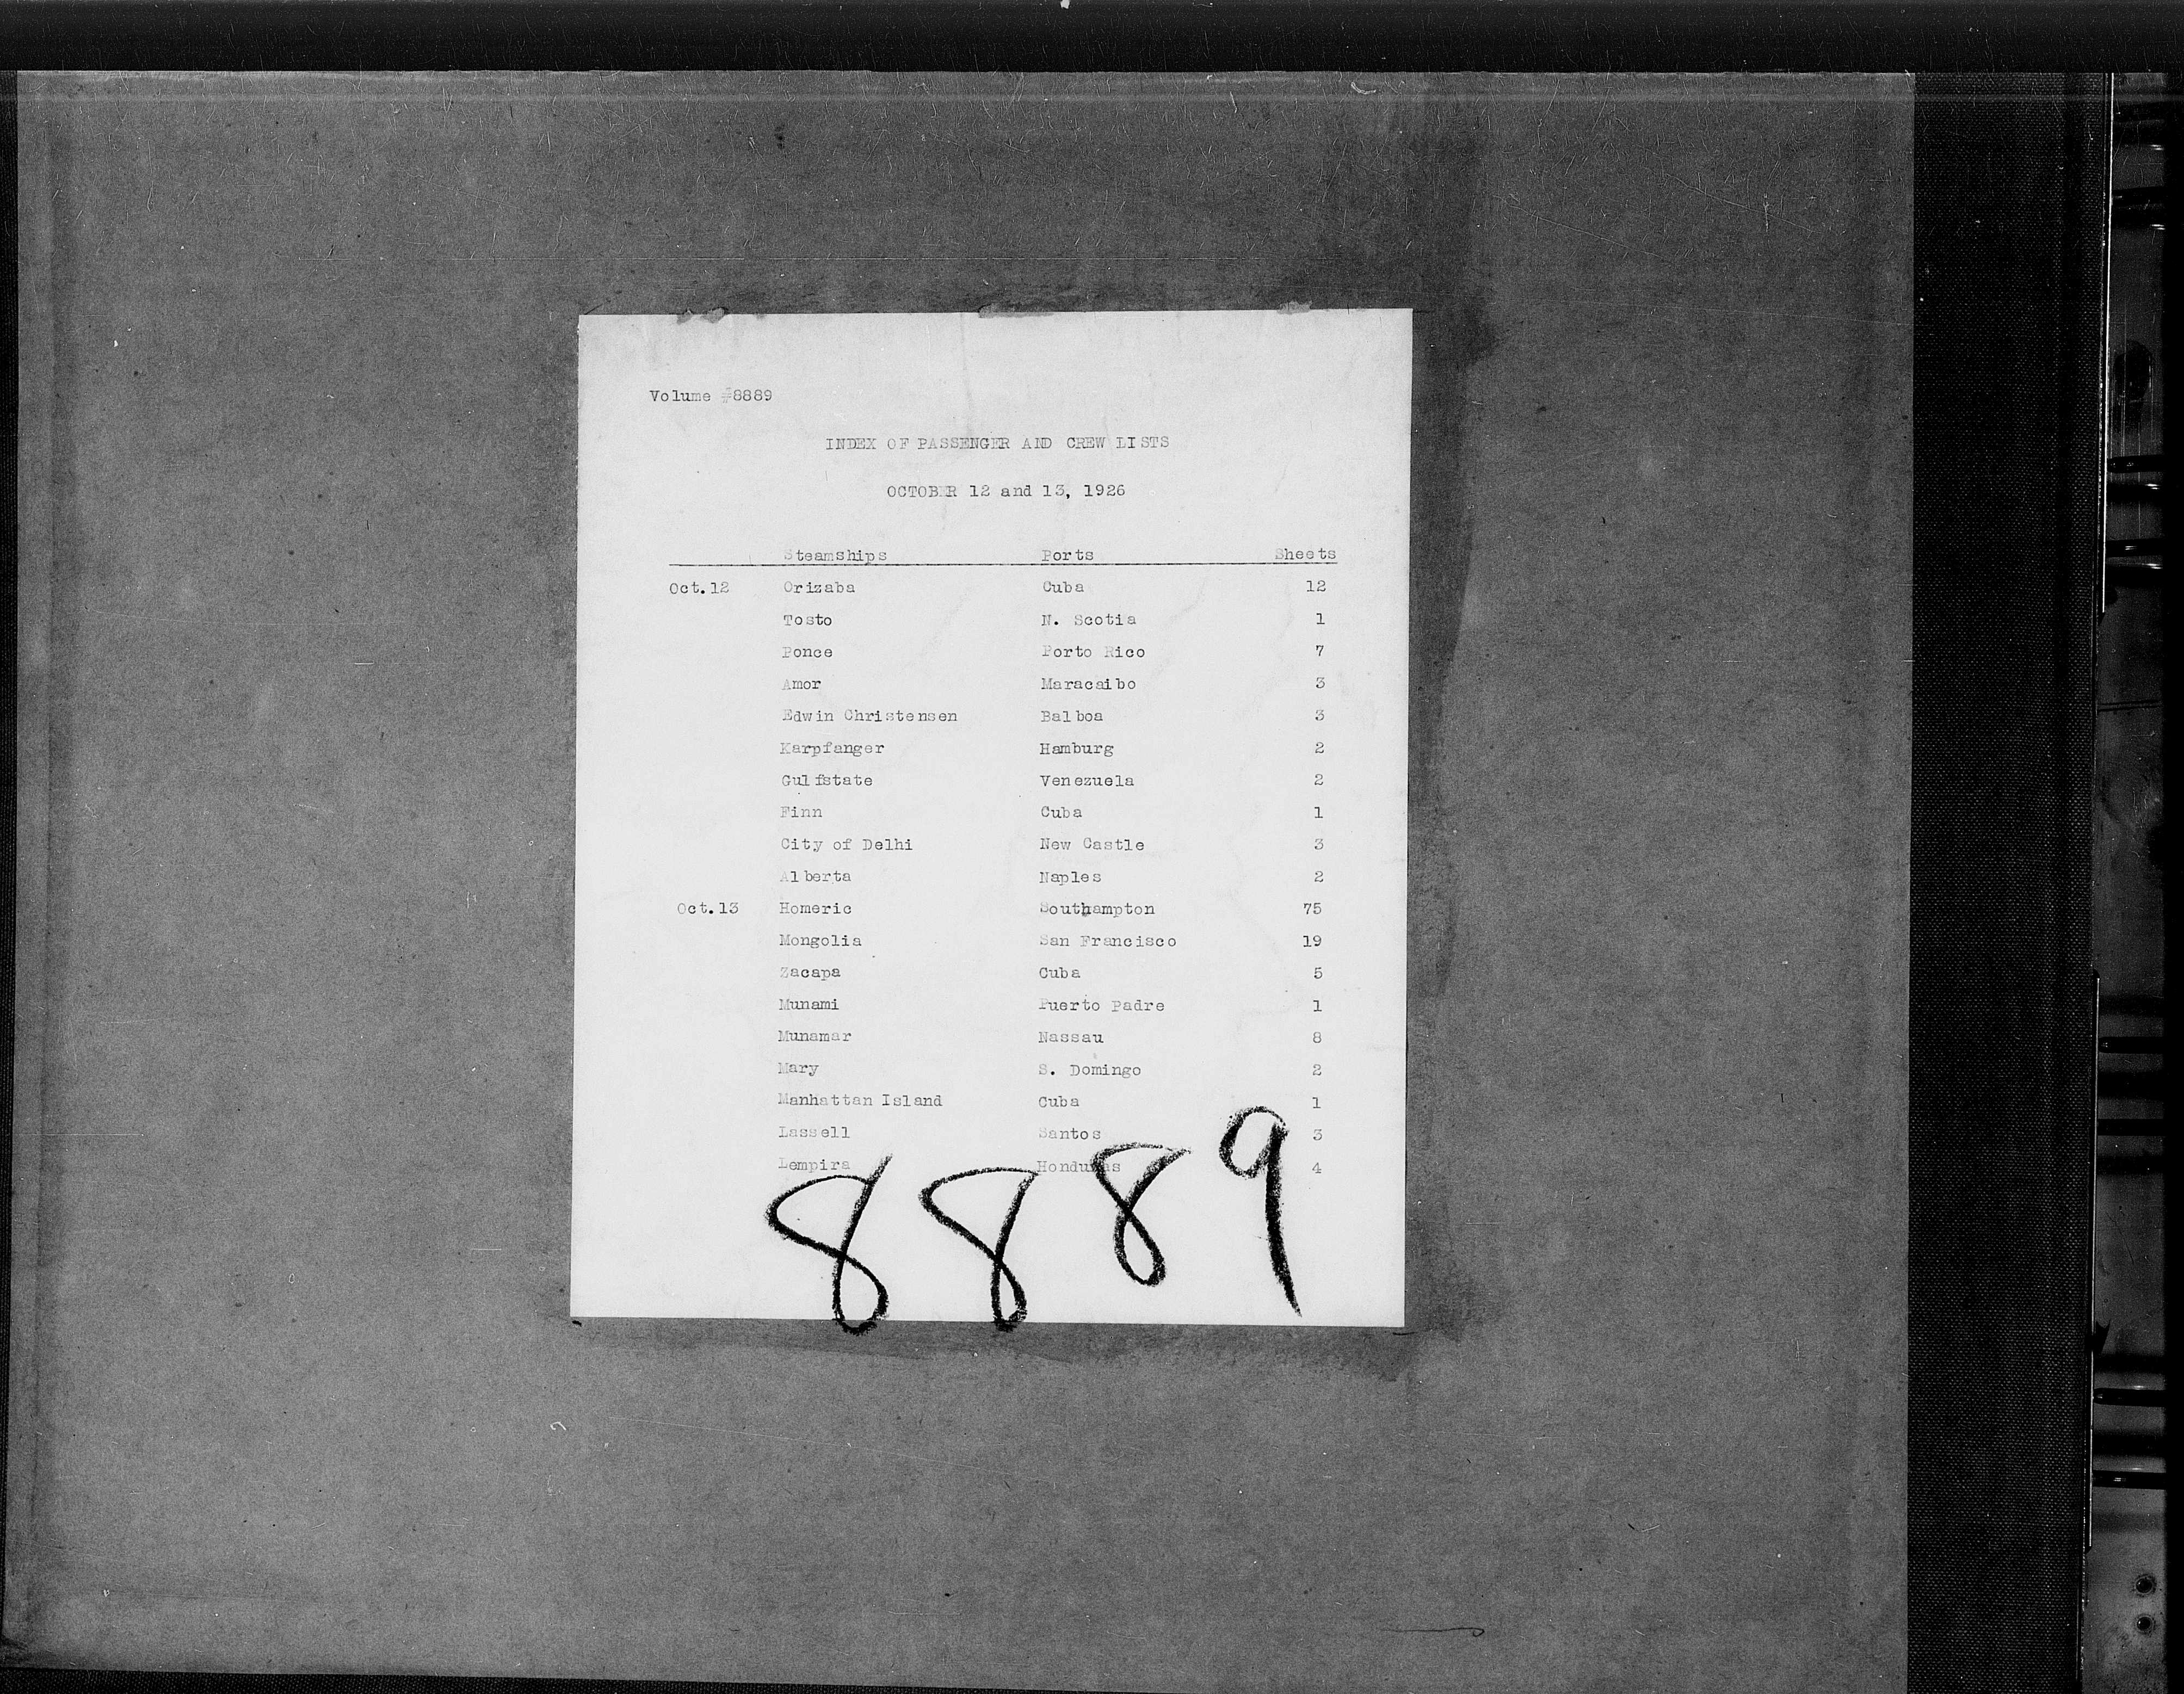 Volume #8889
INDEX OF PASSENGER AND CREW LISTS
OCTOBER 12 and 13, 1926
Steamships Ports Sheets
Oct.12 Orizaba Cuba 12
Tosto N. Scotia 1
Ponce Porto Rico 7
Amor Maracaibo 3
Edwin Christensen Balboa 3
Karpfanger Hamburg 2
Gulfstate Venezuela 2
Finn Cuba 1
City of Delhi New Castle 3
Alberta Naples 2
Oct.13 Homeric Southampton 75
Mongolia San Francisco 19
Zacapa Cuba 5
Munami Puerto Padre 1
Munamar Nassau 8
Mary S. Domingo 2
Manhattan Island Cuba 1
Lassell Santos 3
Lempira Honduras 4
8889